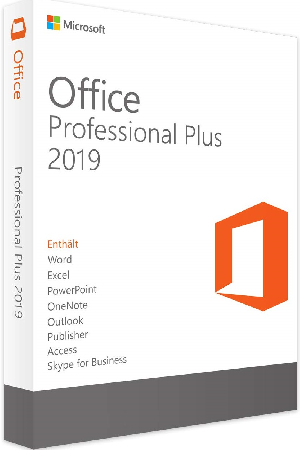 Microsoft
Office
Professional Plus
2019
Enthält
Word
Excel
PowerPoint
OneNote
Outlook
Publisher
Access
Skype for Business
Office
Professional Plus 2019